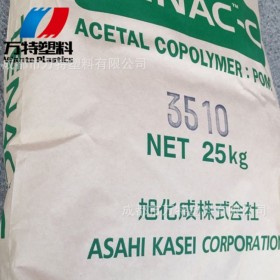 万特塑料
Wante Plastics
NAC™-C
ACETAL COPOLYMER : POM
3510
NET 25kg
旭化成株式会社
ASAHI KASEI CORPORATION